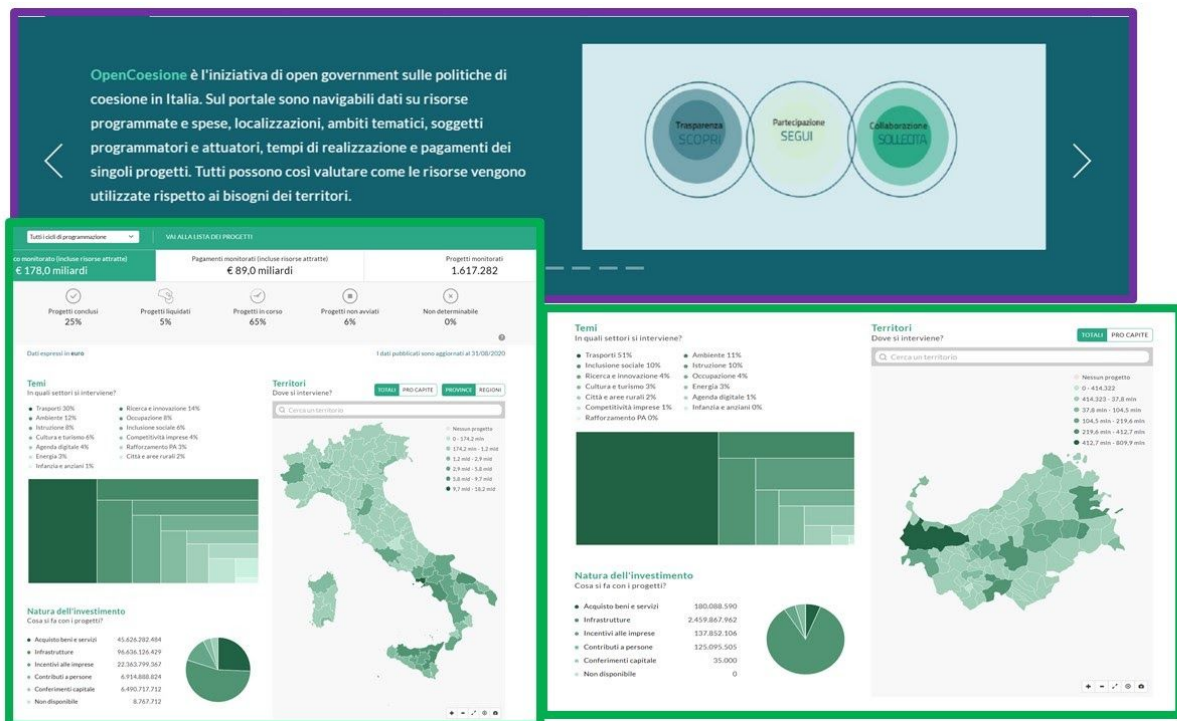 OpenCoesione è l'iniziativa di open government sulle politiche di
coesione in Italia. Sul portale sono navigabili dati su risorse
programmate e spese, localizzazioni, ambiti tematici, soggetti
programmatori e attuatori, tempi di realizzazione e pagamenti dei
singoli progetti. Tutti possono così valutare come le risorse vengono
utilizzate rispetto ai bisogni dei territori.
Trasparenza
SCOPRI
Partecipazione
SEGUI
Collaborazione
SOLLECITA
Tutti i cicli di programmazione
VAI ALLA LISTA DEI PROGETTI
co monitorato (incluse risorse attratte)
€ 178,0 miliardi
Pagamenti monitorati (incluse risorse attratte)
€ 89,0 miliardi
Progetti monitorati
1.617.282
Progetti conclusi
25%
Progetti liquidati
5%
Progetti in corso
65%
Progetti non avviati
6%
Non determinabile
0%
Dati espressi in euro
I dati pubblicati sono aggiornati al 31/08/2020
Temi
In quali settori si interviene?
Trasporti 30%
Ambiente 12%
Istruzione 8%
Cultura e turismo 6%
Agenda digitale 4%
Energia 3%
Infanzia e anziani 1%
Ricerca e innovazione 14%
Occupazione 8%
Inclusione sociale 6%
Competitività imprese 4%
Rafforzamento PA 3%
Città e aree rurali 2%
Territori
Dove si interviene?
TOTALI PRO CAPITE
PROVINCE REGIONI
Cerca un territorio
Nessun progetto
0 - 174,2 mln
174,2 mln - 1,2 mld
1,2 mld - 2,9 mld
2,9 mld - 5,8 mld
5,8 mld - 9,7 mld
9,7 mld - 18,2 mld
Natura dell'investimento
Cosa si fa con i progetti?
Acquisto beni e servizi 45.626.282.484
Infrastrutture 96.636.126.429
Incentivi alle imprese 22.363.799.367
Contributi a persone 6.914.888.824
Conferimenti capitale 6.490.717.712
Non disponibile 8.767.712
Temi
In quali settori si interviene?
Trasporti 51%
Inclusione sociale 10%
Ricerca e innovazione 4%
Cultura e turismo 3%
Città e aree rurali 2%
Competitività imprese 1%
Rafforzamento PA 0%
Ambiente 11%
Istruzione 10%
Occupazione 4%
Energia 3%
Agenda digitale 1%
Infanzia e anziani 0%
Territori
Dove si interviene?
TOTALI PRO CAPITE
Cerca un territorio
Nessun progetto
0 - 414.322
414.323 - 37,8 mln
37,8 mln - 104,5 mln
104,5 mln - 219,6 mln
219,6 mln - 412,7 mln
412,7 mln - 809,9 mln
Natura dell'investimento
Cosa si fa con i progetti?
Acquisto beni e servizi 180.088.590
Infrastrutture 2.459.867.962
Incentivi alle imprese 137.852.106
Contributi a persone 125.095.505
Conferimenti capitale 35.000
Non disponibile 0